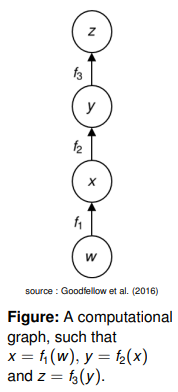 z
f₃
y
f₂
x
f₁
w
source : Goodfellow et al. (2016)
Figure: A computational
graph, such that
x = f₁(w), y = f₂(x)
and z = f₃(y).